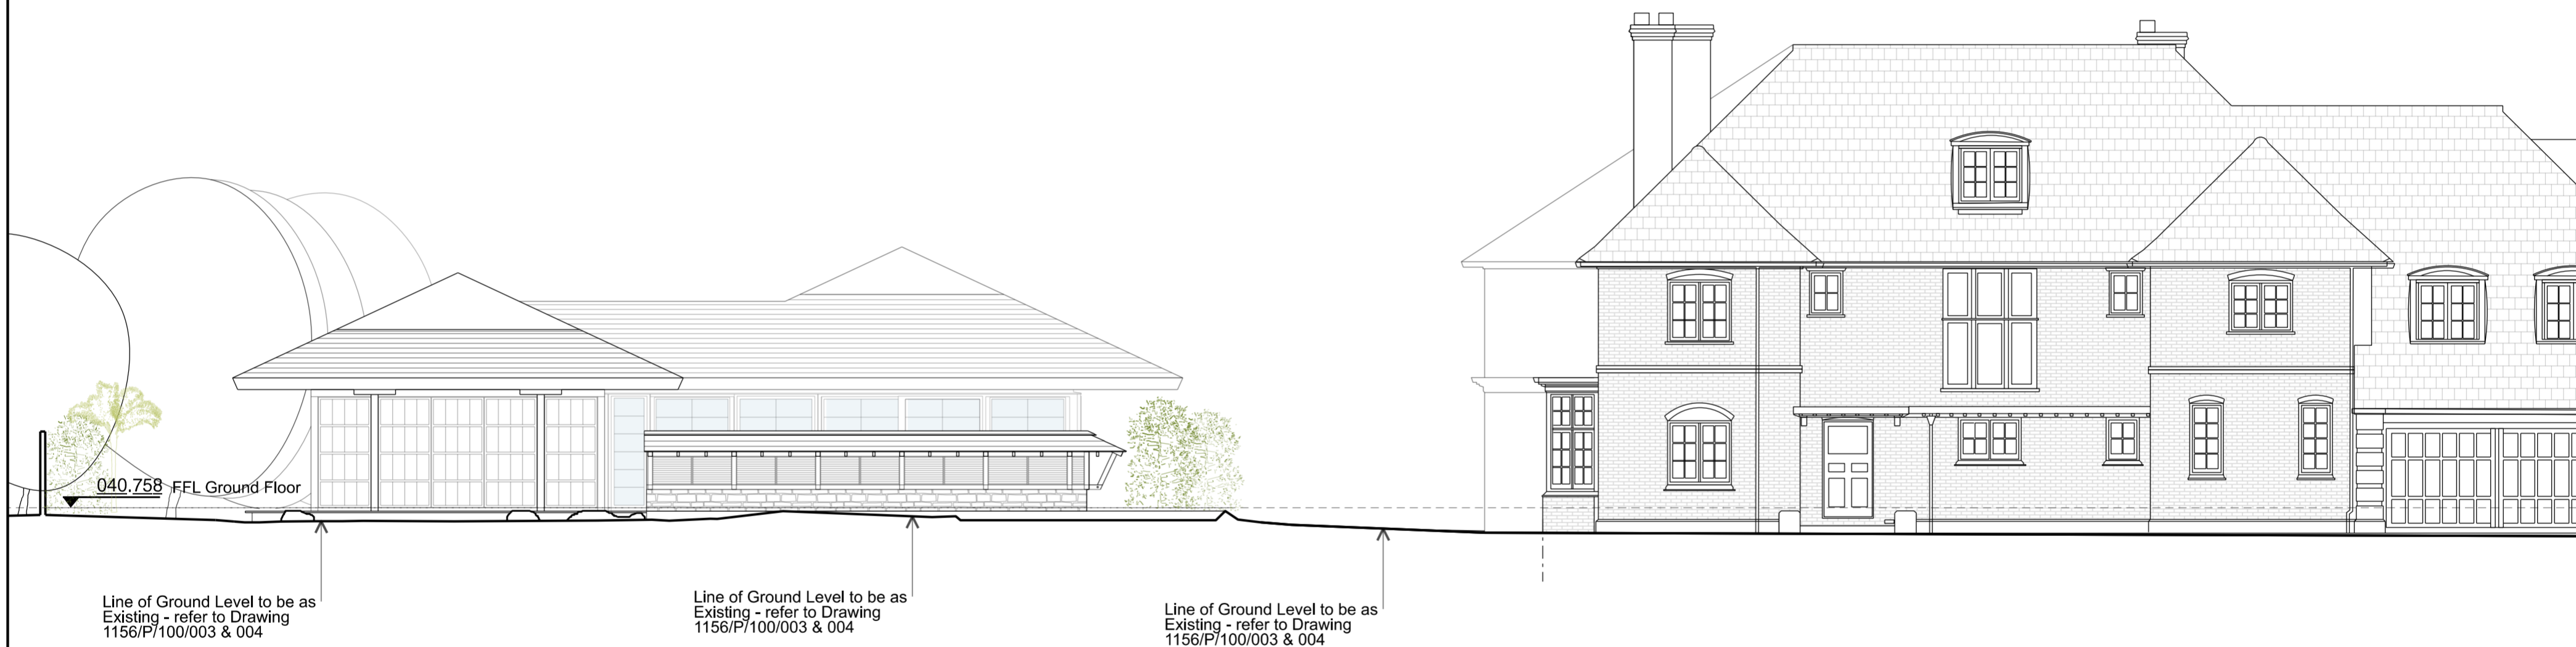 040.758 FFL Ground Floor
Line of Ground Level to be as
Existing - refer to Drawing
1156/P/100/003 & 004
Line of Ground Level to be as
Existing - refer to Drawing
1156/P/100/003 & 004
Line of Ground Level to be as
Existing - refer to Drawing
1156/P/100/003 & 004